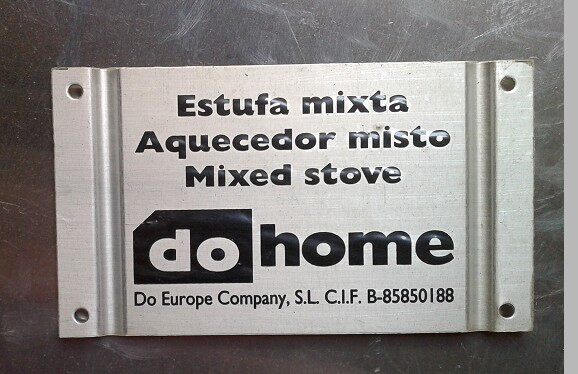 Estufa mixta
Aquecedor misto
Mixed stove
do home
Do Europe Company, S.L. C.I.F. B-85850188